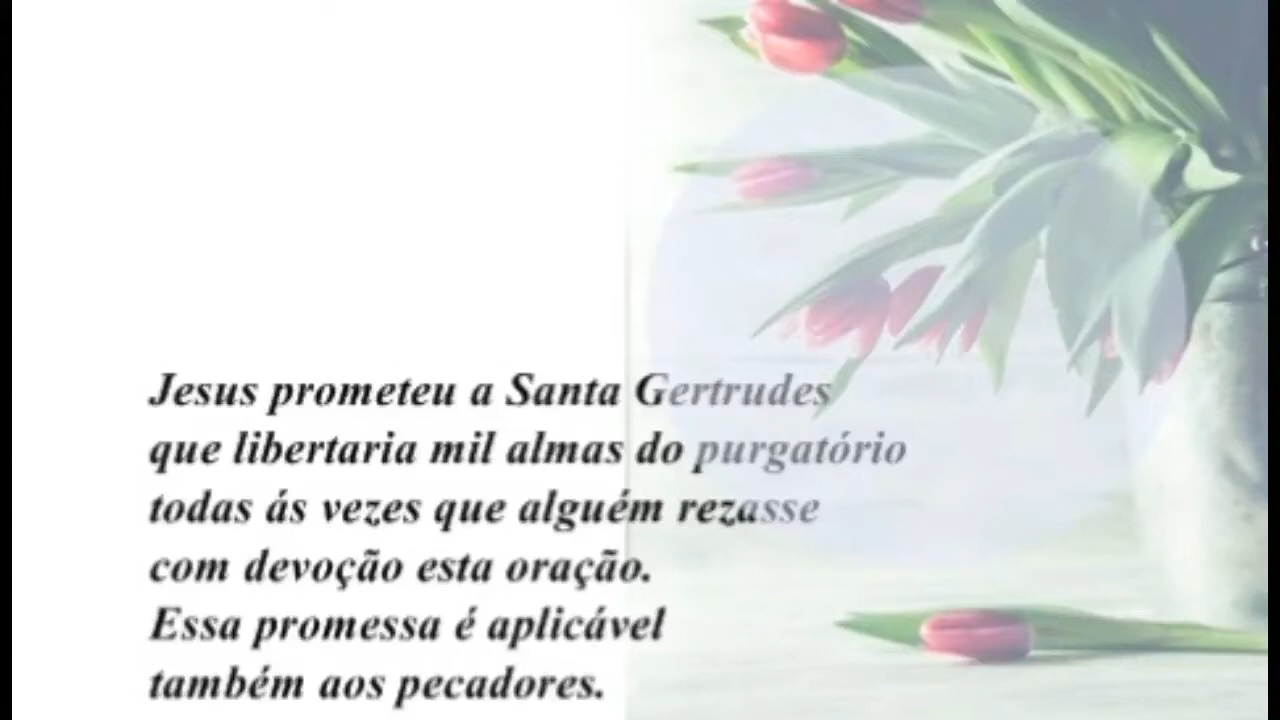 Jesus prometeu a Santa Gertrudes
que libertaria mil almas do purgatório
todas ás vezes que alguém rezasse
com devoção esta oração.
Essa promessa é aplicável
também aos pecadores.